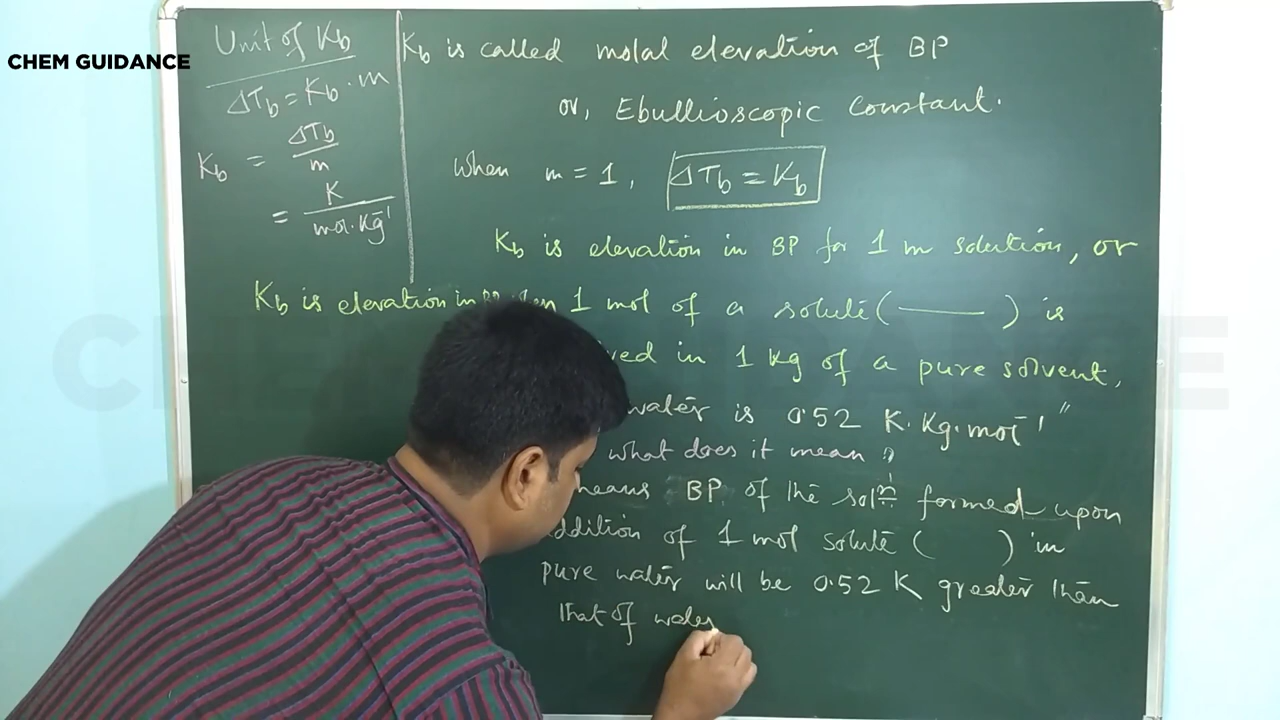 CHEM GUIDANCE
Unit of Kb
ΔTb = Kb · m
Kb = ΔTb / m
= K / mol·Kg⁻¹
Kb is called molal elevation of BP
or, Ebullioscopic Constant.
when m = 1, ΔTb = Kb
Kb is elevation in BP for 1 m solution, or
Kb is elevation in 1 mol of a solute ( —— ) is
in 1 kg of a pure solvent,
water is 0.52 K·Kg·mol⁻¹"
what does it mean ?
means BP of the solⁿ formed upon
addition of 1 mol solute ( ) in
pure water will be 0.52 K greater than
that of water